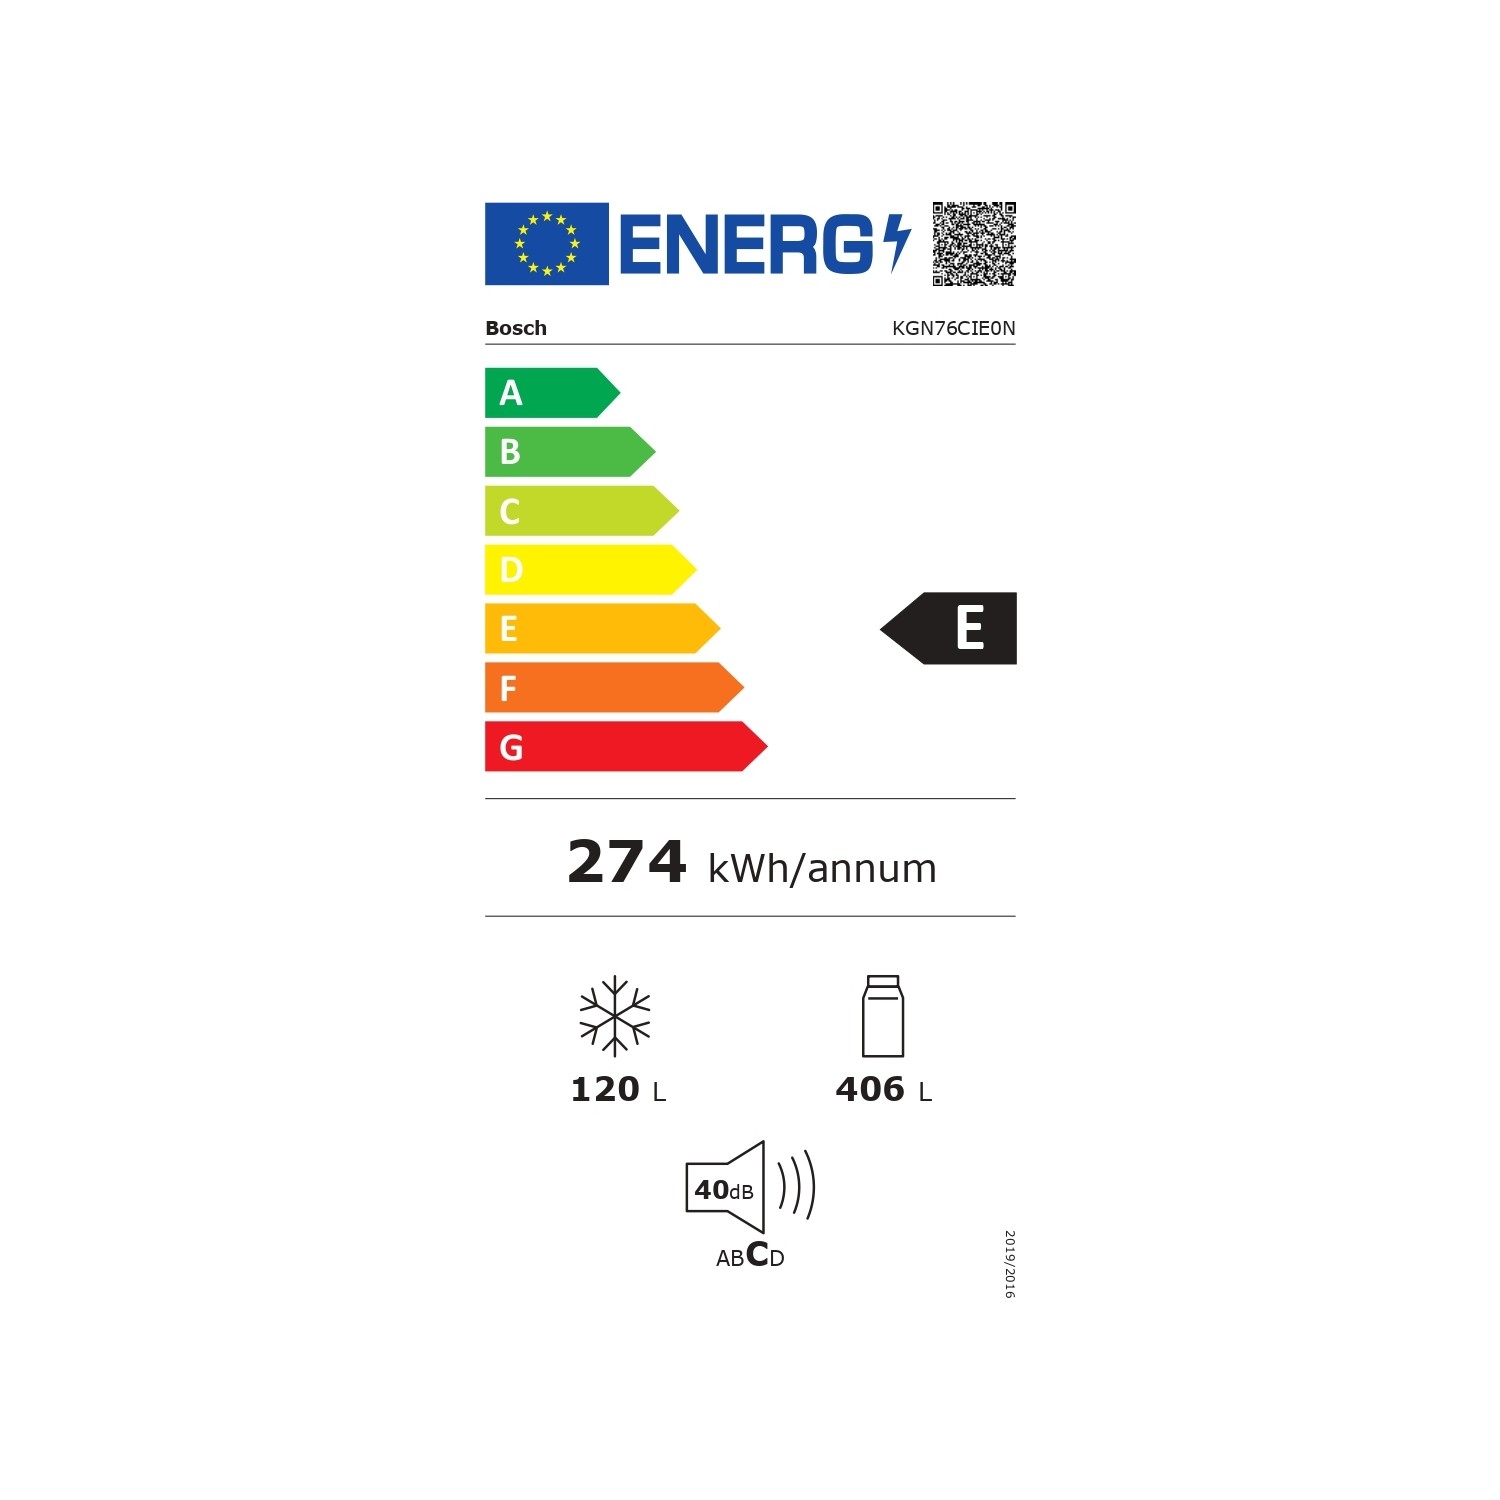 ENERG
Bosch KGN76CIE0N
A
B
C
D
E
E
F
G
274 kWh/annum
120 L
406 L
40dB
ABCD
2019/2016